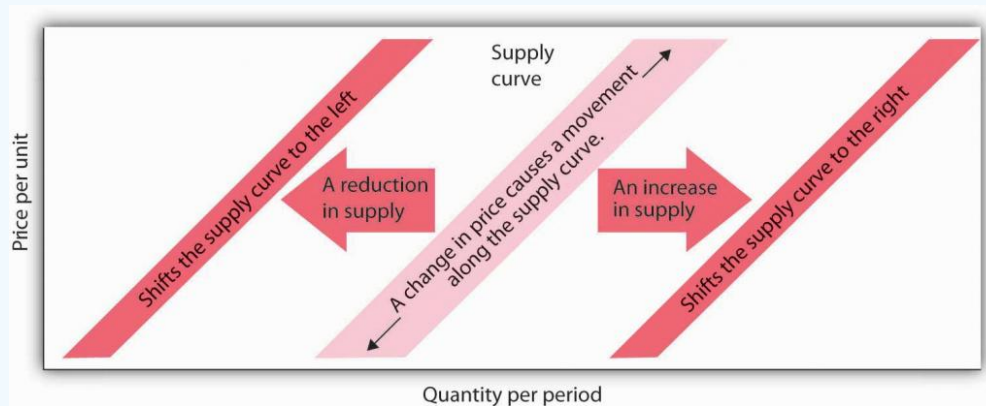 Supply
curve
Price per unit
Shifts the supply curve to the left
A reduction
in supply
A change in price causes a movement
along the supply curve.
An increase
in supply
Shifts the supply curve to the right
Quantity per period